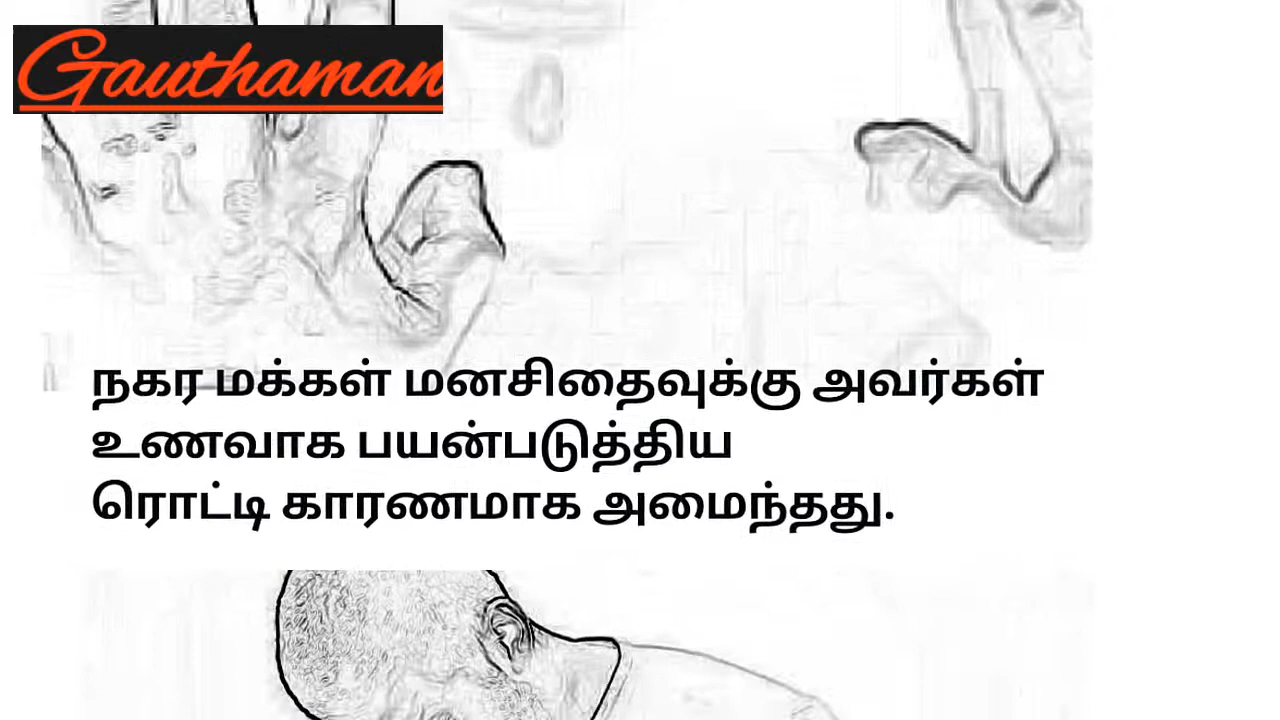 Gauthaman
நகர மக்கள் மனசிதைவுக்கு அவர்கள்
உணவாக பயன்படுத்திய
ரொட்டி காரணமாக அமைந்தது.